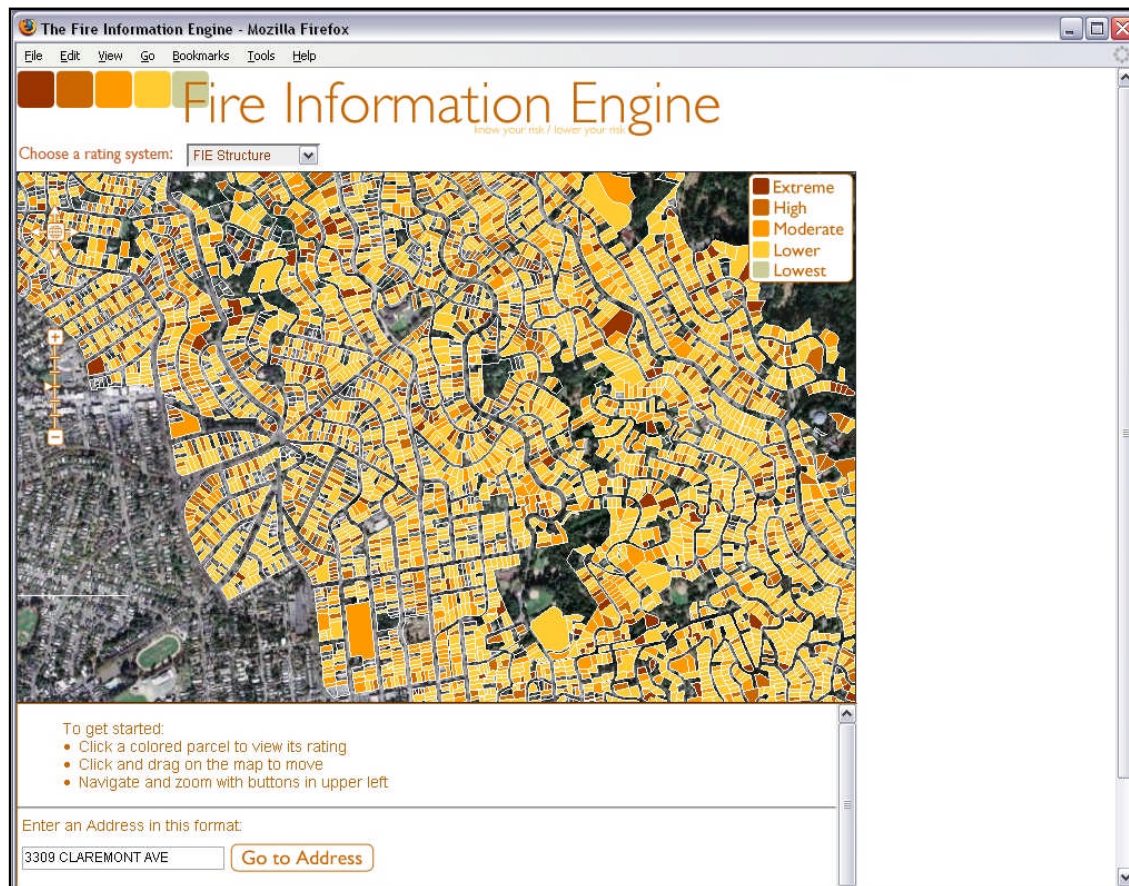 The Fire Information Engine - Mozilla Firefox
File Edit View Go Bookmarks Tools Help
Fire Information Engine
know your risk / lower your risk
Choose a rating system: FIE Structure
Extreme
High
Moderate
Lower
Lowest
To get started:
• Click a colored parcel to view its rating
• Click and drag on the map to move
• Navigate and zoom with buttons in upper left
Enter an Address in this format:
3309 CLAREMONT AVE Go to Address